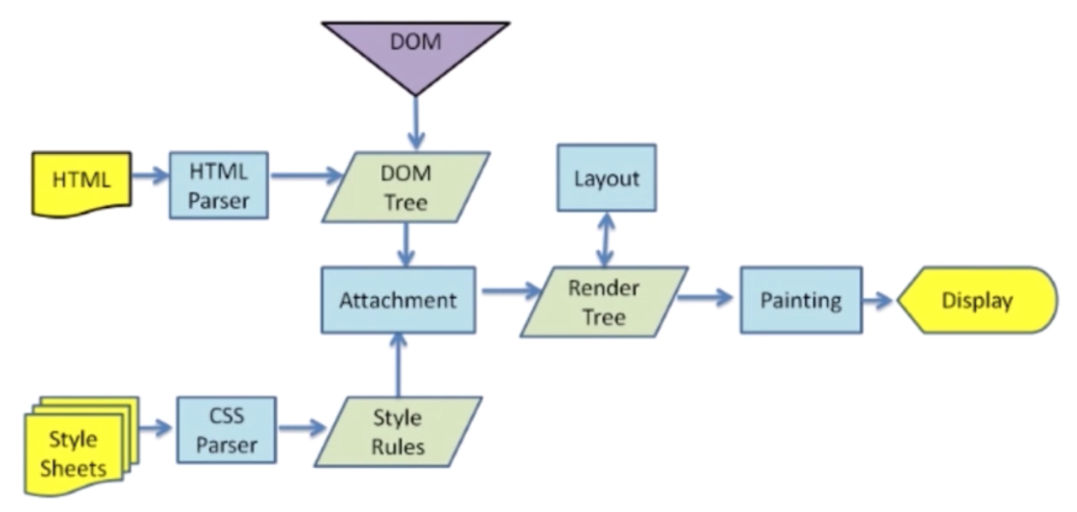 DOM
HTML
HTML
Parser
DOM
Tree
Layout
Attachment
Render
Tree
Painting
Display
Style
Sheets
CSS
Parser
Style
Rules